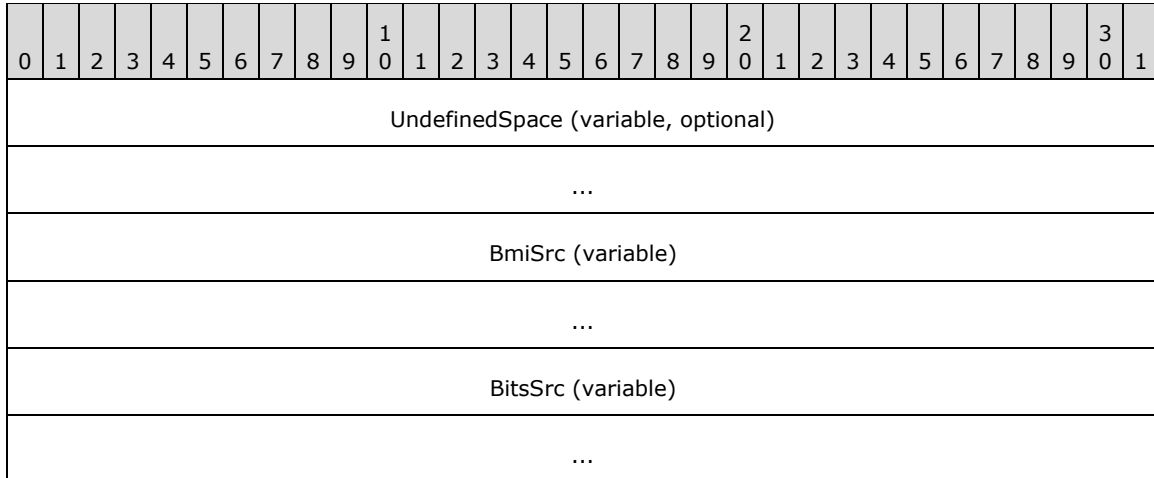 1 2 3
0 1 2 3 4 5 6 7 8 9 0 1 2 3 4 5 6 7 8 9 0 1 2 3 4 5 6 7 8 9 0 1
UndefinedSpace (variable, optional)
...
BmiSrc (variable)
...
BitsSrc (variable)
...